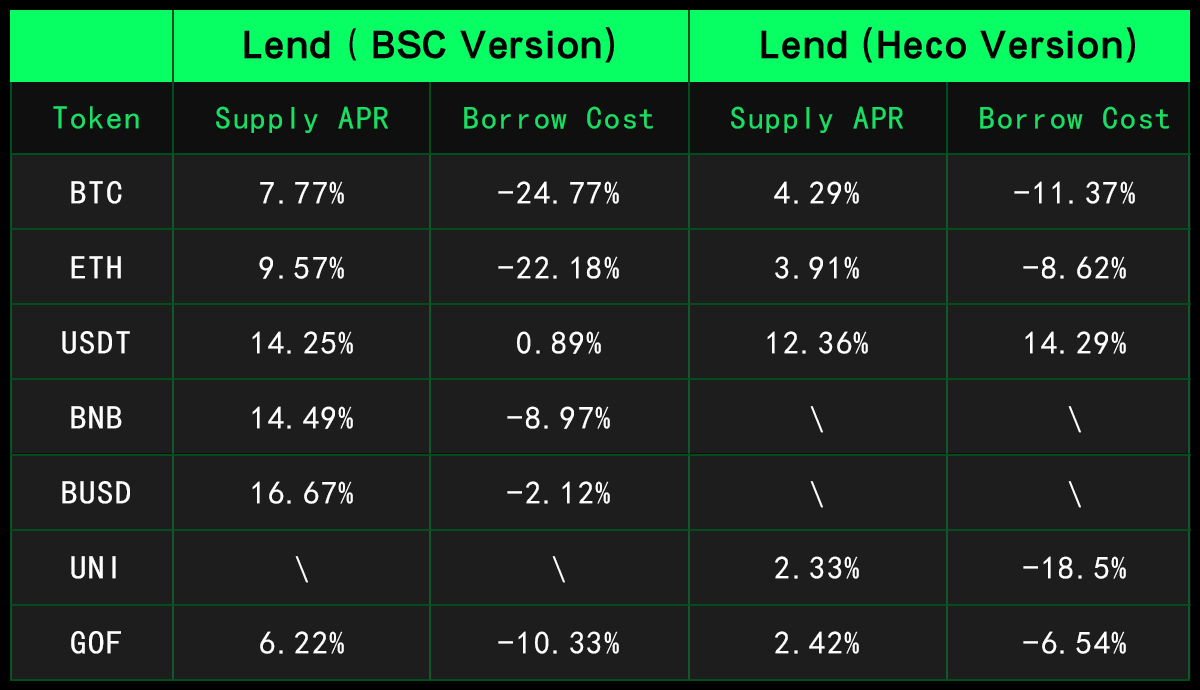 Lend ( BSC Version) Lend (Heco Version)
Token Supply APR Borrow Cost Supply APR Borrow Cost
BTC 7.77% -24.77% 4.29% -11.37%
ETH 9.57% -22.18% 3.91% -8.62%
USDT 14.25% 0.89% 12.36% 14.29%
BNB 14.49% -8.97% \ \
BUSD 16.67% -2.12% \ \
UNI \ \ 2.33% -18.5%
GOF 6.22% -10.33% 2.42% -6.54%